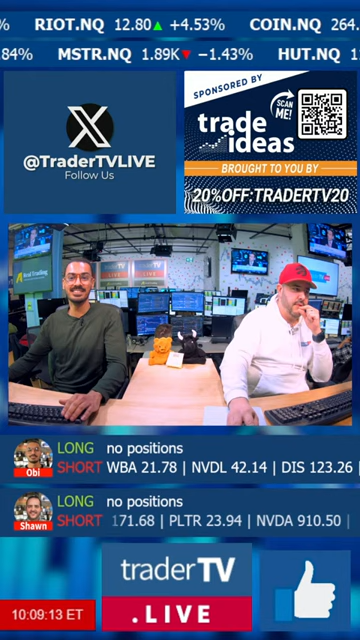 % RIOT.NQ 12.80▲ +4.53% COIN.NQ 264.
.84% MSTR.NQ 1.89K▼ −1.43% HUT.NQ 1
@TraderTVLIVE
Follow Us
SPONSORED BY
SCAN ME!
trade
ideas
BROUGHT TO YOU BY
20%OFF:TRADERTV20
LONG no positions
SHORT WBA 21.78 | NVDL 42.14 | DIS 123.26 |
Obi
LONG no positions
SHORT 171.68 | PLTR 23.94 | NVDA 910.50 |
Shawn
10:09:13 ET
traderTV
.LIVE